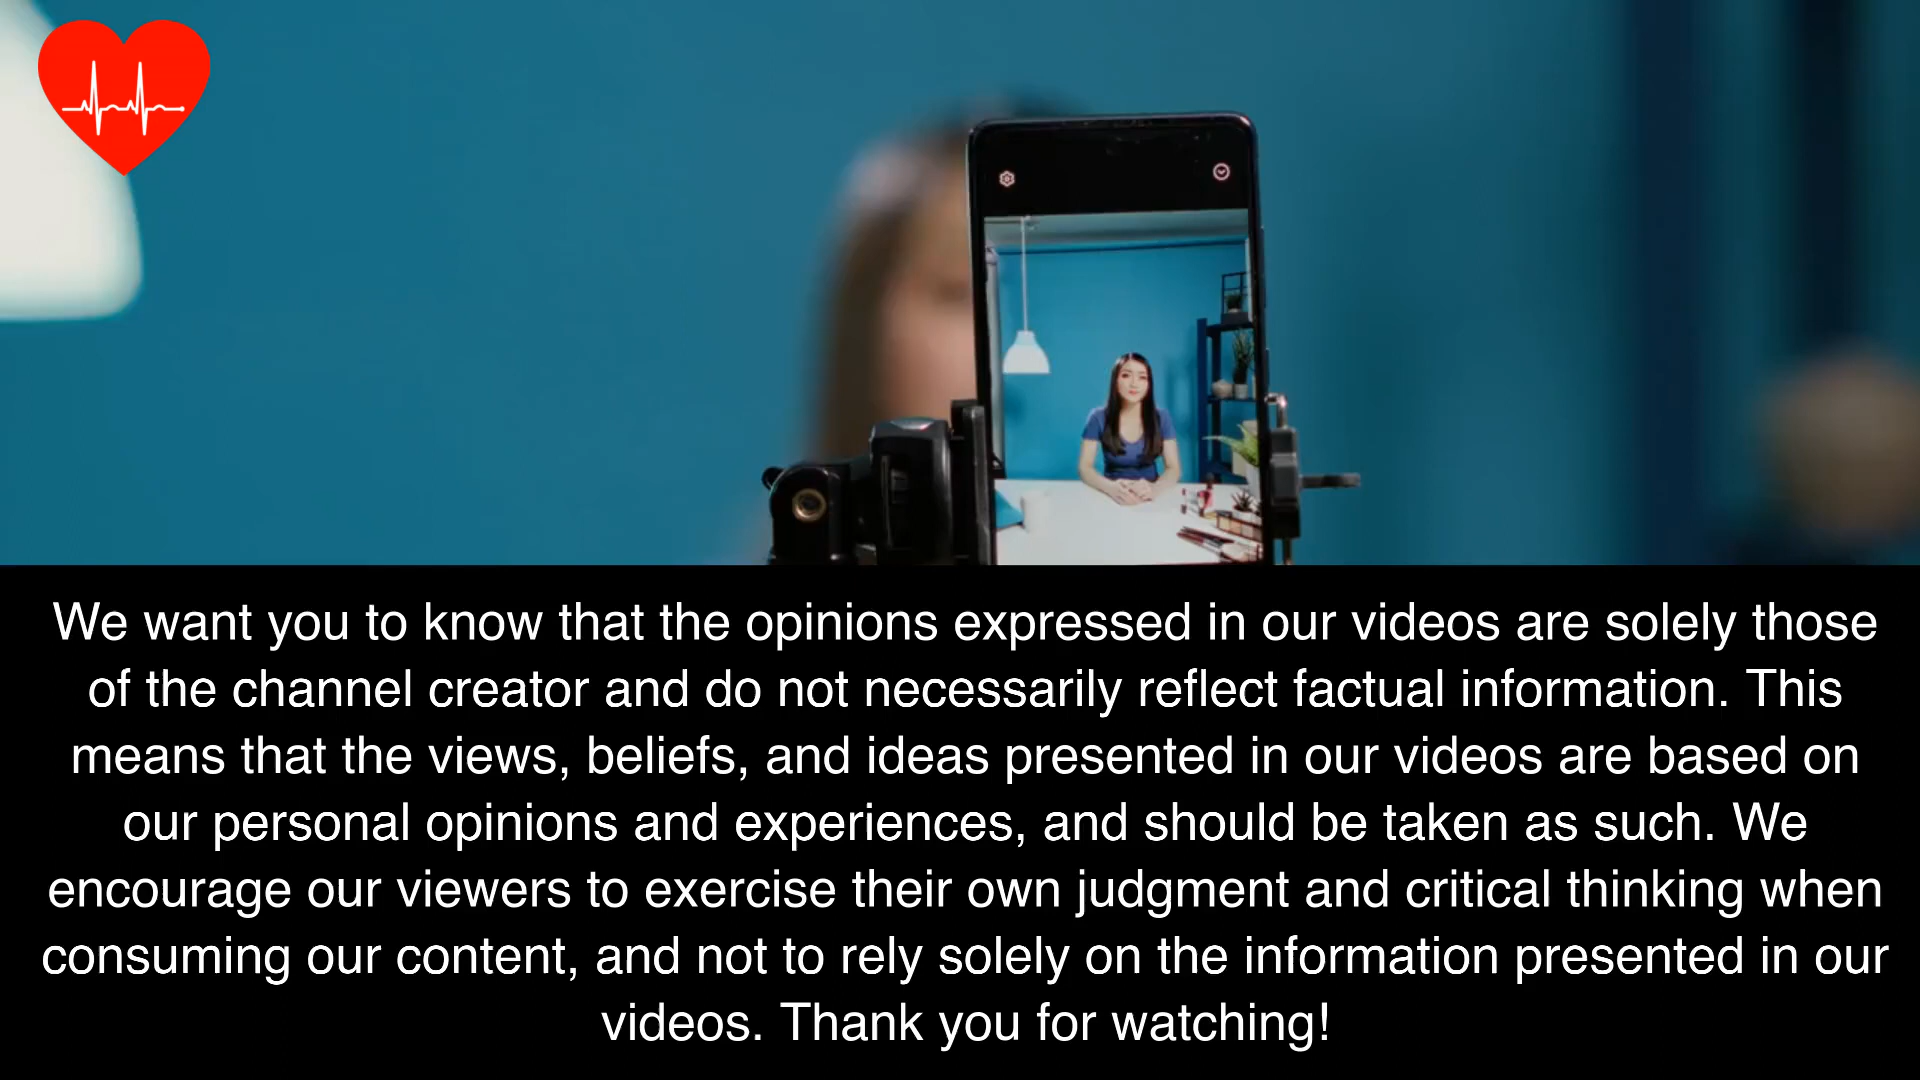 We want you to know that the opinions expressed in our videos are solely those
of the channel creator and do not necessarily reflect factual information. This
means that the views, beliefs, and ideas presented in our videos are based on
our personal opinions and experiences, and should be taken as such. We
encourage our viewers to exercise their own judgment and critical thinking when
consuming our content, and not to rely solely on the information presented in our
videos. Thank you for watching!